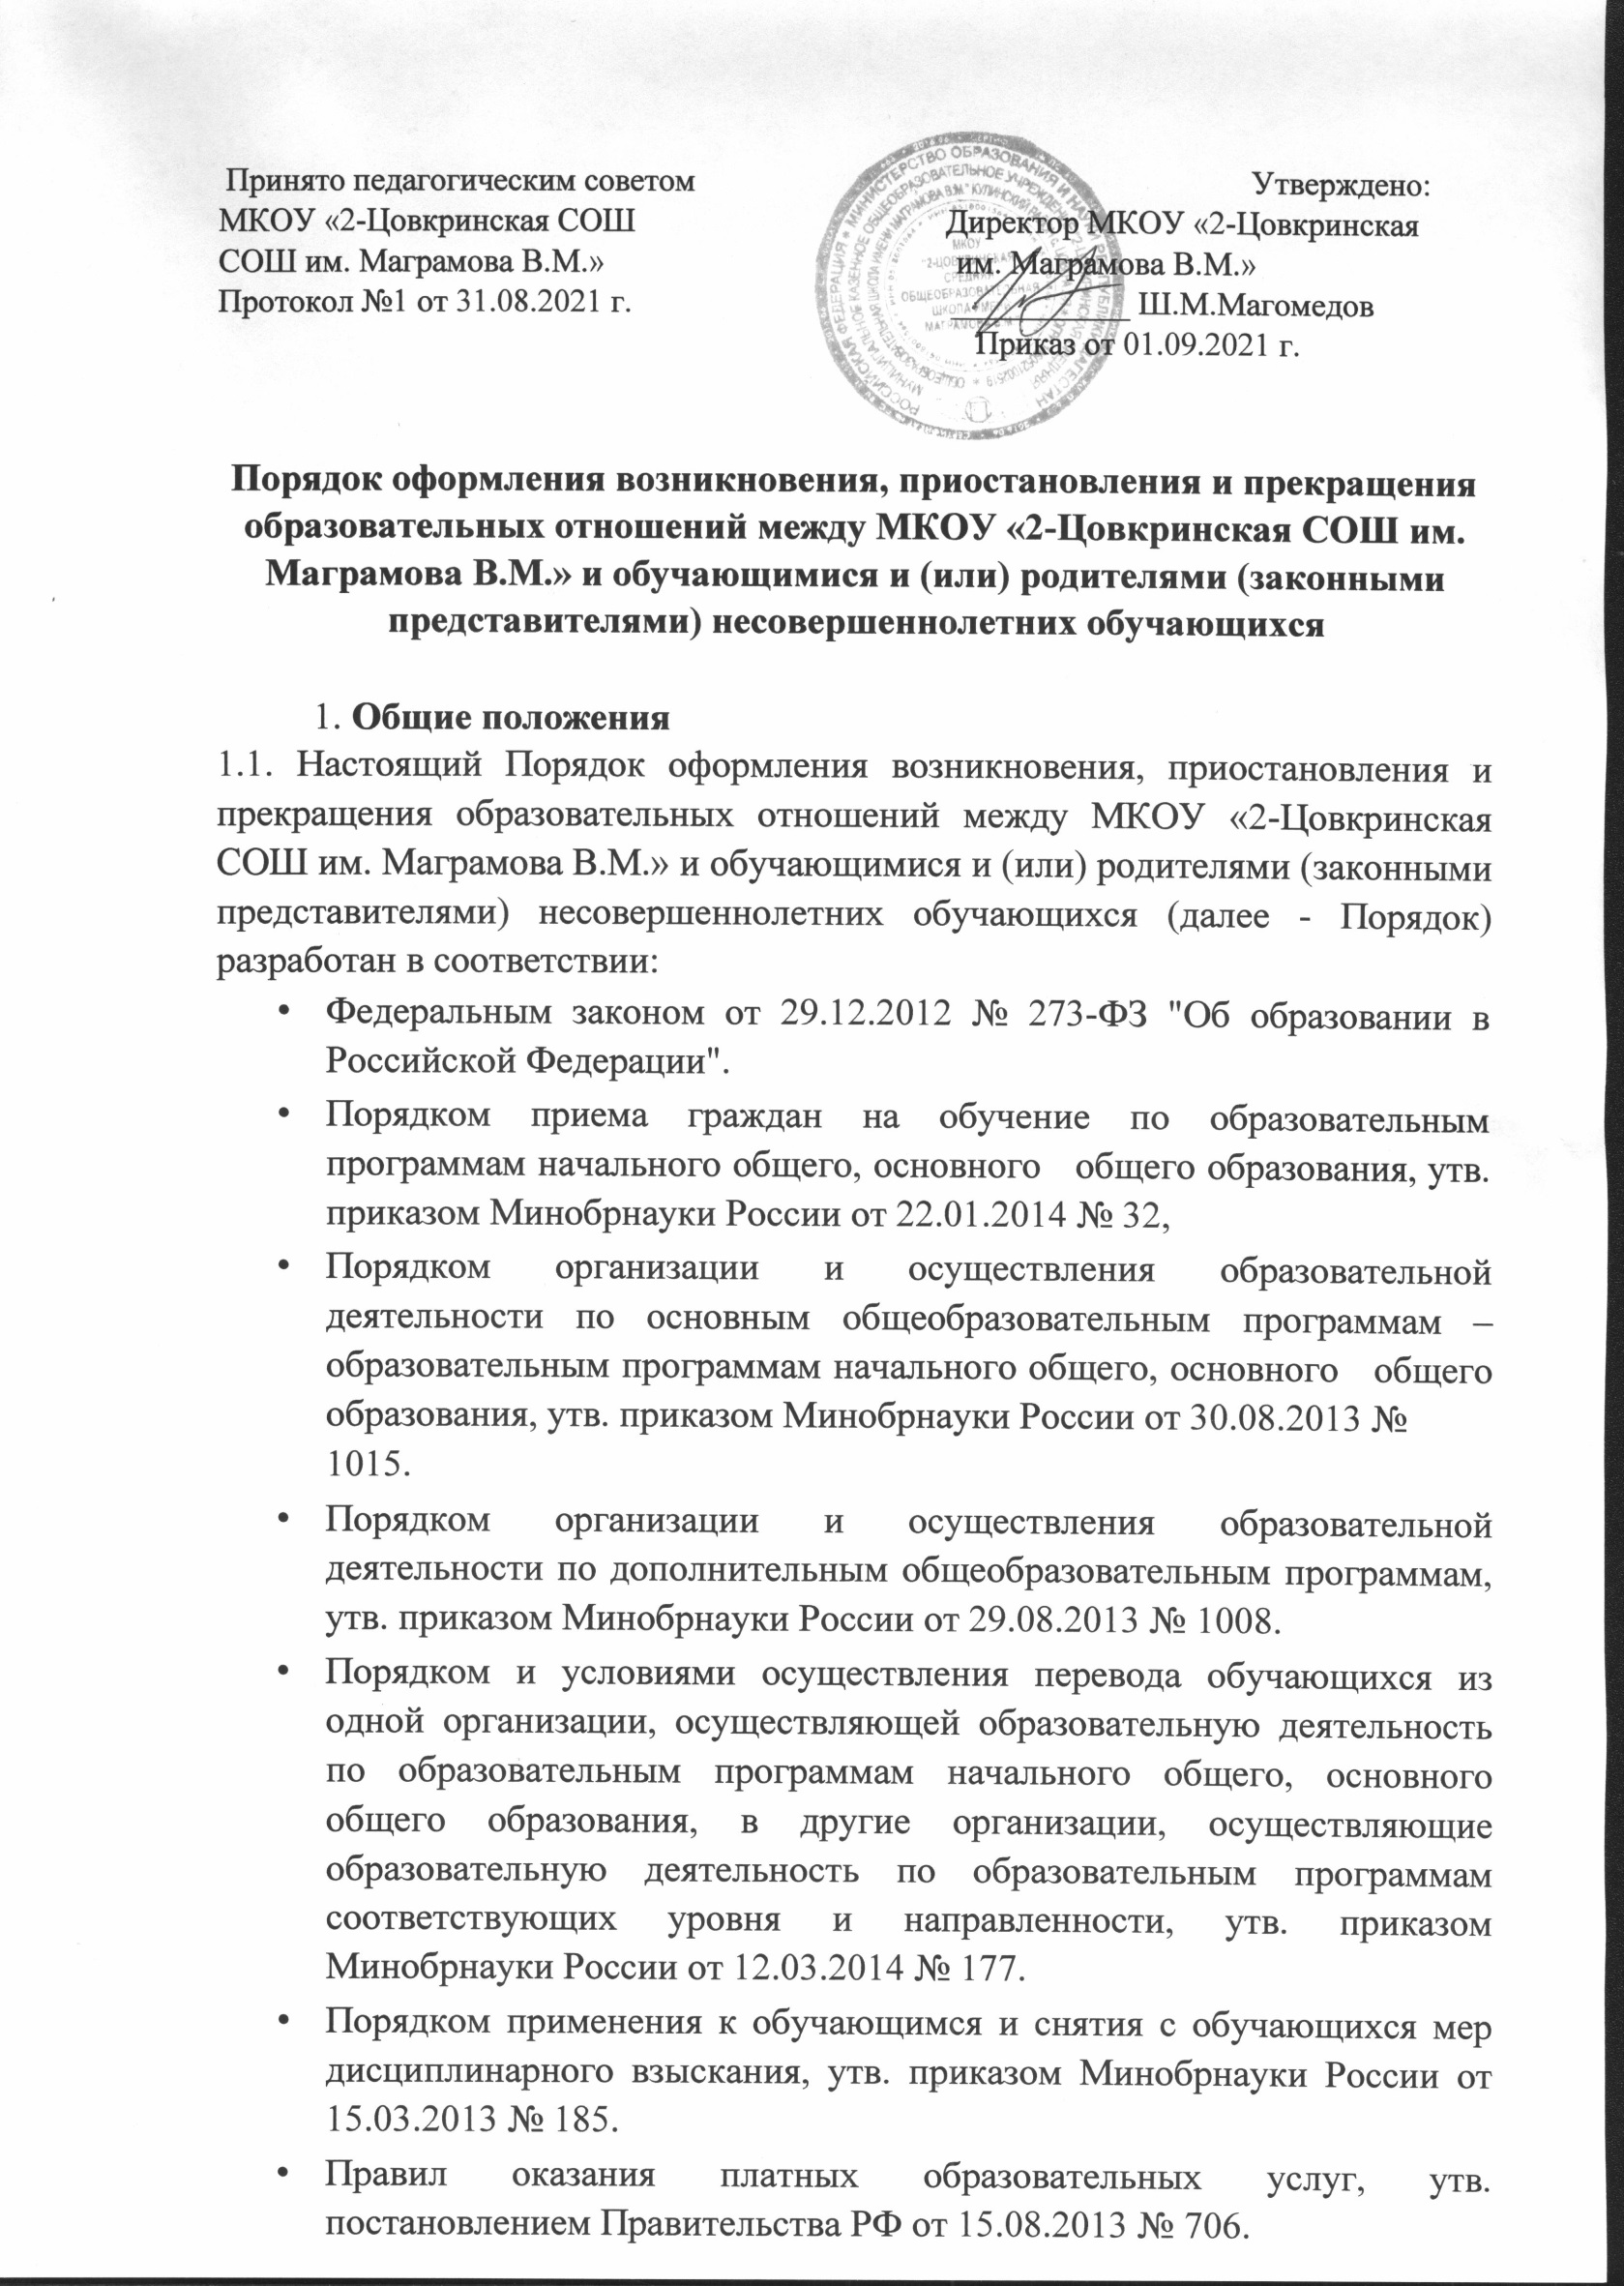 Принято педагогическим советом
МКОУ «2-Цовкринская СОШ
СОШ им. Маграмова В.М.»
Протокол №1 от 31.08.2021 г.
Утверждено:
Директор МКОУ «2-Цовкринская
им. Маграмова В.М.»
Ш.М.Магомедов
Приказ от 01.09.2021 г.
МКОУ
"2-ЦОВКРИНСКАЯ
СРЕДНЯЯ
ОБЩЕОБРАЗОВАТЕЛЬНАЯ
ШКОЛА ИМЕНИ
МАГРАМОВА В.М."
Порядок оформления возникновения, приостановления и прекращения
образовательных отношений между МКОУ «2-Цовкринская СОШ им.
Маграмова В.М.» и обучающимися и (или) родителями (законными
представителями) несовершеннолетних обучающихся
1. Общие положения
1.1. Настоящий Порядок оформления возникновения, приостановления и
прекращения образовательных отношений между МКОУ «2-Цовкринская
СОШ им. Маграмова В.М.» и обучающимися и (или) родителями (законными
представителями) несовершеннолетних обучающихся (далее - Порядок)
разработан в соответствии:
• Федеральным законом от 29.12.2012 № 273-ФЗ "Об образовании в
Российской Федерации".
• Порядком приема граждан на обучение по образовательным
программам начального общего, основного общего образования, утв.
приказом Минобрнауки России от 22.01.2014 № 32,
• Порядком организации и осуществления образовательной
деятельности по основным общеобразовательным программам –
образовательным программам начального общего, основного общего
образования, утв. приказом Минобрнауки России от 30.08.2013 №
1015.
• Порядком организации и осуществления образовательной
деятельности по дополнительным общеобразовательным программам,
утв. приказом Минобрнауки России от 29.08.2013 № 1008.
• Порядком и условиями осуществления перевода обучающихся из
одной организации, осуществляющей образовательную деятельность
по образовательным программам начального общего, основного
общего образования, в другие организации, осуществляющие
образовательную деятельность по образовательным программам
соответствующих уровня и направленности, утв. приказом
Минобрнауки России от 12.03.2014 № 177.
• Порядком применения к обучающимся и снятия с обучающихся мер
дисциплинарного взыскания, утв. приказом Минобрнауки России от
15.03.2013 № 185.
• Правил оказания платных образовательных услуг, утв.
постановлением Правительства РФ от 15.08.2013 № 706.